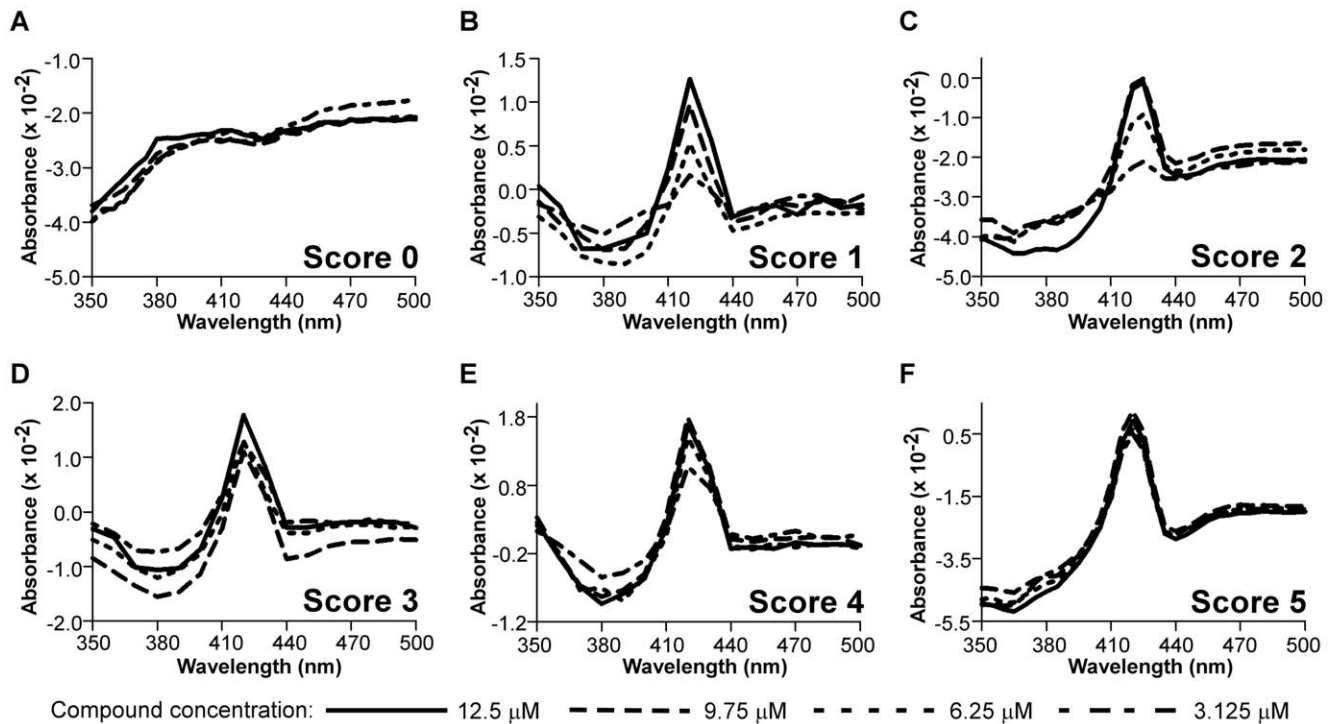 A
Absorbance (x 10-2)
-1.0
-2.0
-3.0
-4.0
-5.0
Score 0
350 380 410 440 470 500
Wavelength (nm)
B
Absorbance (x 10-2)
1.5
1.0
0.5
0.0
-0.5
-1.0
Score 1
350 380 410 440 470 500
Wavelength (nm)
C
Absorbance (x 10-2)
0.0
-1.0
-2.0
-3.0
-4.0
-5.0
Score 2
350 380 410 440 470 500
Wavelength (nm)
D
Absorbance (x 10-2)
2.0
1.0
0.0
-1.0
-2.0
Score 3
350 380 410 440 470 500
Wavelength (nm)
E
Absorbance (x 10-2)
1.8
0.8
-0.2
-1.2
Score 4
350 380 410 440 470 500
Wavelength (nm)
F
Absorbance (x 10-2)
0.5
-1.5
-3.5
-5.5
Score 5
350 380 410 440 470 500
Wavelength (nm)
Compound concentration: 12.5 μM 9.75 μM 6.25 μM 3.125 μM